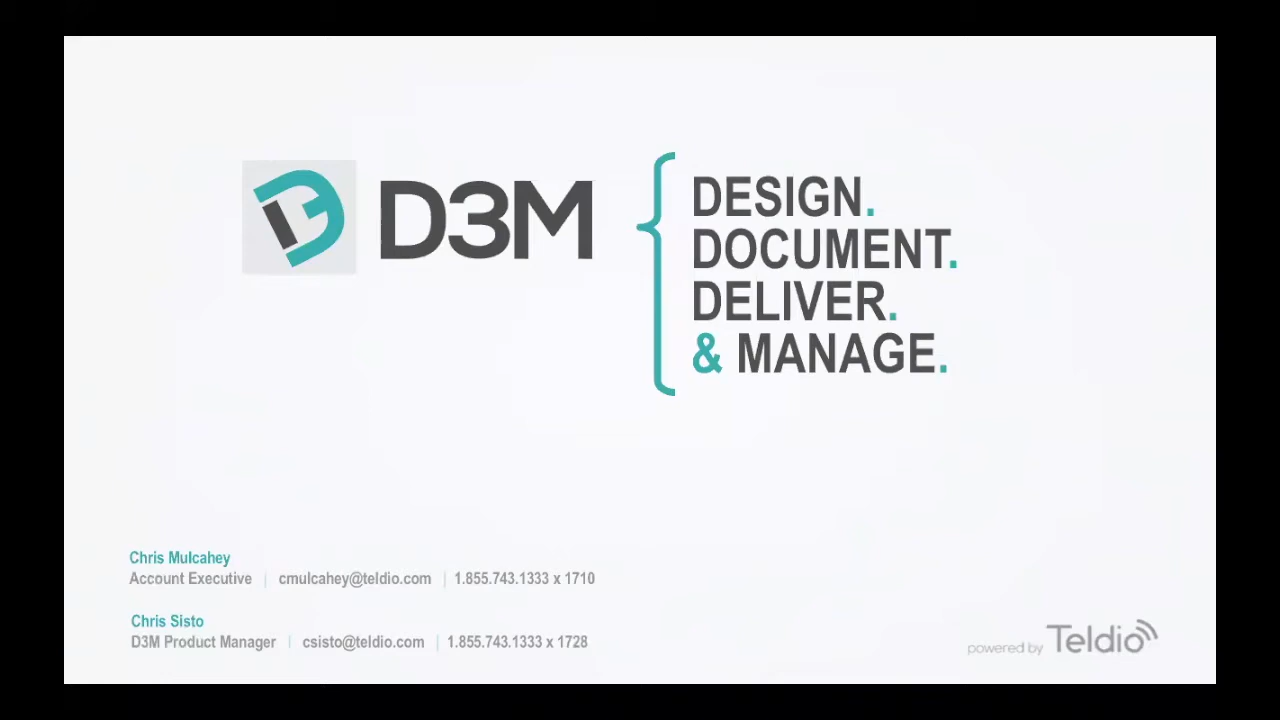 D3M
DESIGN.
DOCUMENT.
DELIVER.
& MANAGE.
Chris Mulcahey
Account Executive | cmulcahey@teldio.com | 1.855.743.1333 x 1710
Chris Sisto
D3M Product Manager | csisto@teldio.com | 1.855.743.1333 x 1728
powered by Teldio